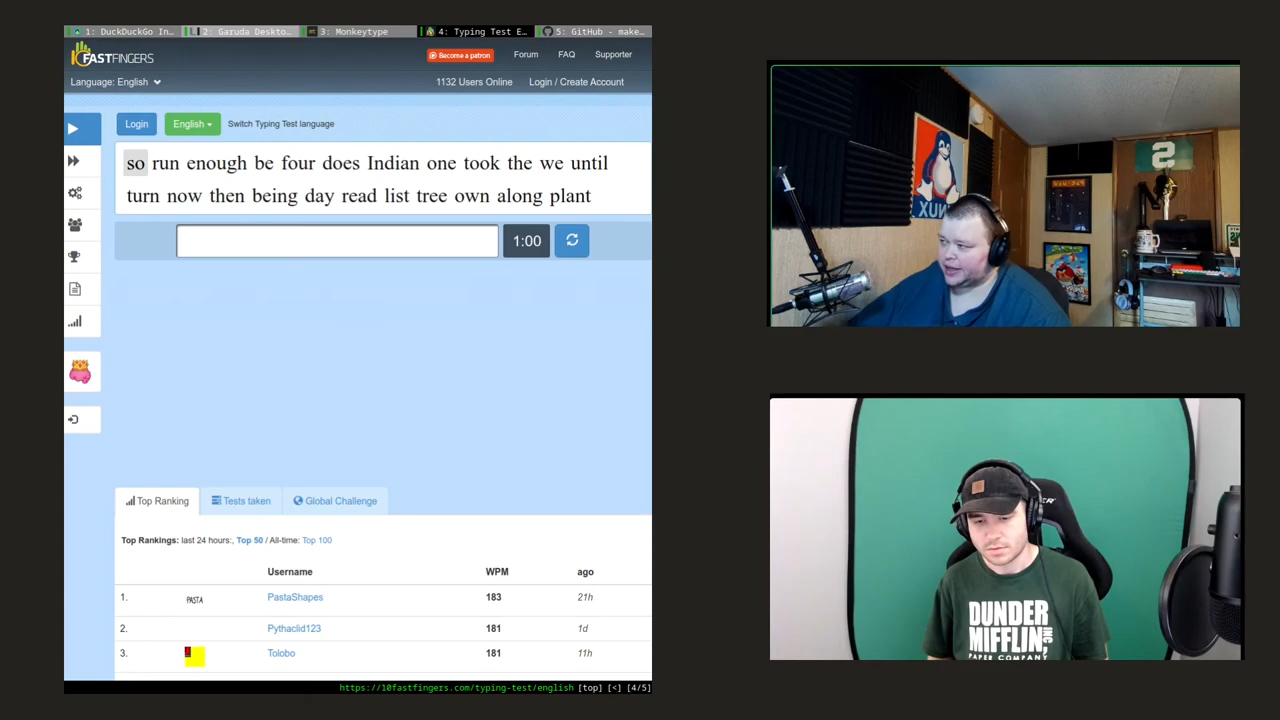 1: DuckDuckGo In… 2: Garuda Deskto… 3: Monkeytype 4: Typing Test E… 5: GitHub - make…
10FASTFINGERS
Become a patron Forum FAQ Supporter
Language: English 1132 Users Online Login / Create Account
Login English Switch Typing Test language
so run enough be four does Indian one took the we until
turn now then being day read list tree own along plant
1:00
Top Ranking Tests taken Global Challenge
Top Rankings: last 24 hours:, Top 50 / All-time: Top 100
Username WPM ago
1. PASTA PastaShapes 183 21h
2. Pythaclid123 181 1d
3. Tolobo 181 11h
https://10fastfingers.com/typing-test/english [top] [<] [4/5]
XUN
S
DUNDER
MIFFLIN INC
PAPER COMPANY